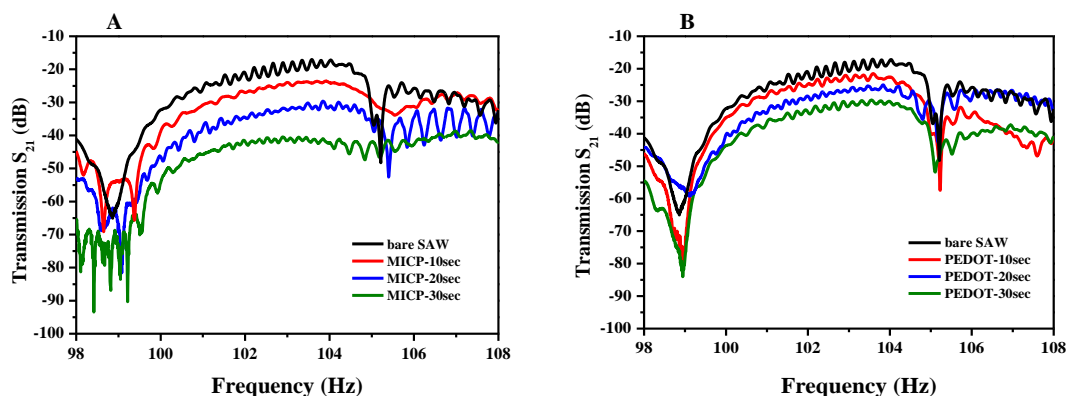 A
-10
-20
-30
-40
-50
-60
-70
-80
-90
-100
Transmission S21 (dB)
bare SAW
MICP-10sec
MICP-20sec
MICP-30sec
98 100 102 104 106 108
Frequency (Hz)
B
-10
-20
-30
-40
-50
-60
-70
-80
-90
-100
Transmission S21 (dB)
bare SAW
PEDOT-10sec
PEDOT-20sec
PEDOT-30sec
98 100 102 104 106 108
Frequency (Hz)